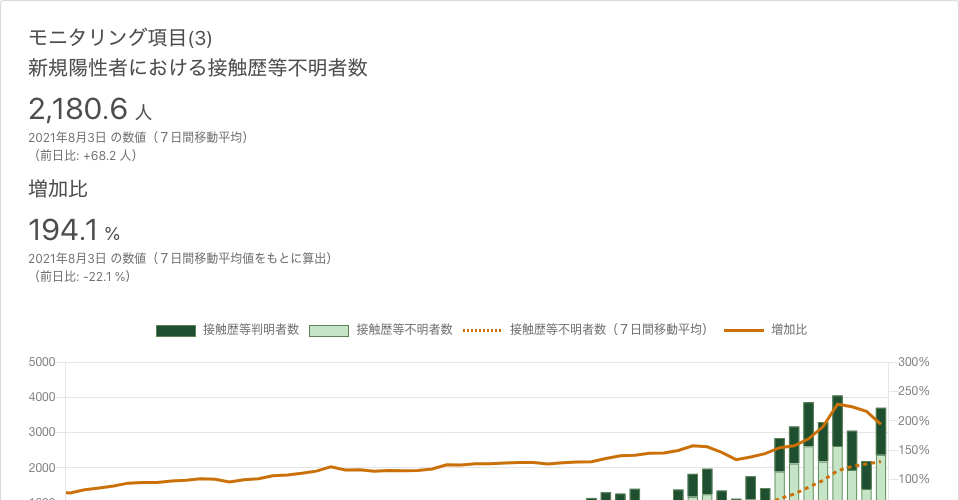 モニタリング項目(3)
新規陽性者における接触歴等不明者数
2,180.6 人
2021年8月3日 の数値（７日間移動平均）
（前日比: +68.2 人）
増加比
194.1 %
2021年8月3日 の数値（７日間移動平均値をもとに算出）
（前日比: -22.1 %）
接触歴等判明者数 接触歴等不明者数 接触歴等不明者数（７日間移動平均） 増加比
5000 300%
4000 250%
3000 200%
2000 150%
100%